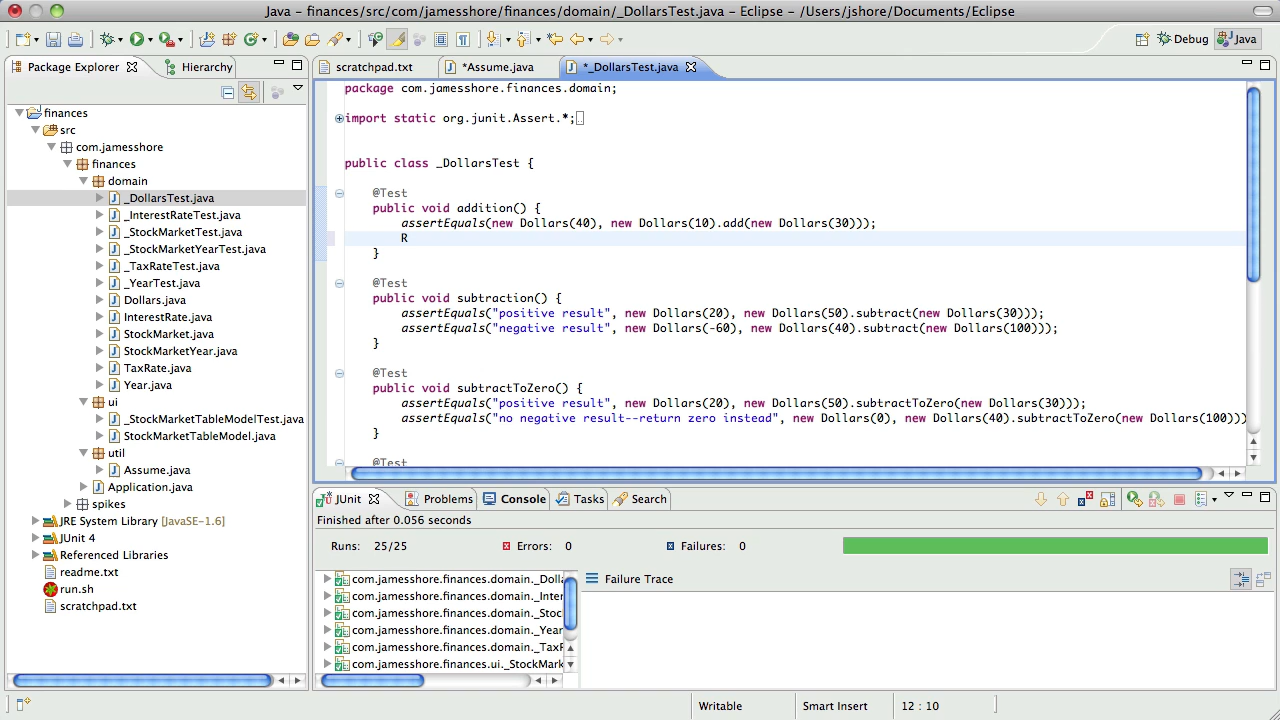 Java – finances/src/com/jamesshore/finances/domain/_DollarsTest.java – Eclipse – /Users/jshore/Documents/Eclipse
Debug
Java
Package Explorer
Hierarchy
scratchpad.txt
*Assume.java
*_DollarsTest.java
finances
src
com.jamesshore
finances
domain
_DollarsTest.java
_InterestRateTest.java
_StockMarketTest.java
_StockMarketYearTest.java
_TaxRateTest.java
_YearTest.java
Dollars.java
InterestRate.java
StockMarket.java
StockMarketYear.java
TaxRate.java
Year.java
ui
_StockMarketTableModelTest.java
StockMarketTableModel.java
util
Assume.java
Application.java
spikes
JRE System Library [JavaSE-1.6]
JUnit 4
Referenced Libraries
readme.txt
run.sh
scratchpad.txt
package com.jamesshore.finances.domain;
import static org.junit.Assert.*;
public class _DollarsTest {
@Test
public void addition() {
assertEquals(new Dollars(40), new Dollars(10).add(new Dollars(30)));
R
}
@Test
public void subtraction() {
assertEquals("positive result", new Dollars(20), new Dollars(50).subtract(new Dollars(30)));
assertEquals("negative result", new Dollars(-60), new Dollars(40).subtract(new Dollars(100)));
}
@Test
public void subtractToZero() {
assertEquals("positive result", new Dollars(20), new Dollars(50).subtractToZero(new Dollars(30)));
assertEquals("no negative result--return zero instead", new Dollars(0), new Dollars(40).subtractToZero(new Dollars(100)))
}
@Test
JUnit
Problems
Console
Tasks
Search
Finished after 0.056 seconds
Runs: 25/25
Errors: 0
Failures: 0
com.jamesshore.finances.domain._Dolla
com.jamesshore.finances.domain._Inter
com.jamesshore.finances.domain._Stoc
com.jamesshore.finances.domain._Year
com.jamesshore.finances.domain._TaxR
com.jamesshore.finances.ui._StockMark
Failure Trace
Writable
Smart Insert
12 : 10